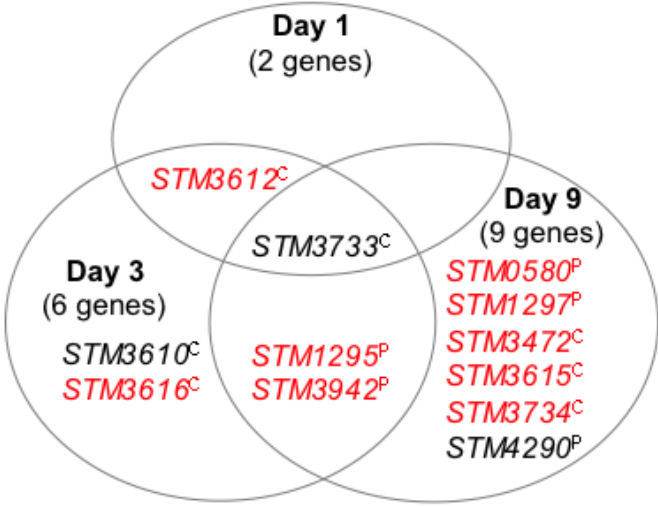 Day 1
(2 genes)
STM3612ᶜ
STM3733ᶜ
Day 3
(6 genes)
STM3610ᶜ
STM3616ᶜ
STM1295ᴾ
STM3942ᴾ
Day 9
(9 genes)
STM0580ᴾ
STM1297ᴾ
STM3472ᶜ
STM3615ᶜ
STM3734ᶜ
STM4290ᴾ